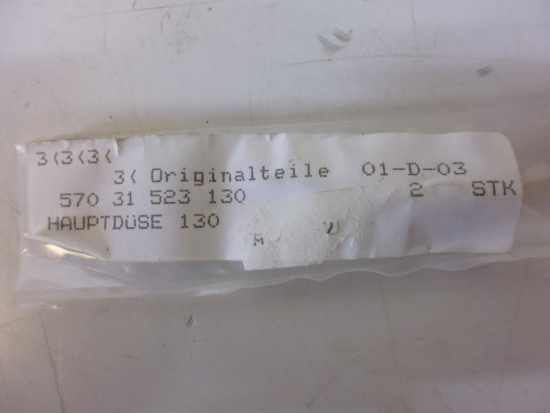 3(3(3(
3( Originalteile 01-D-03
570 31 523 130 2 STK
HAUPTDüSE 130